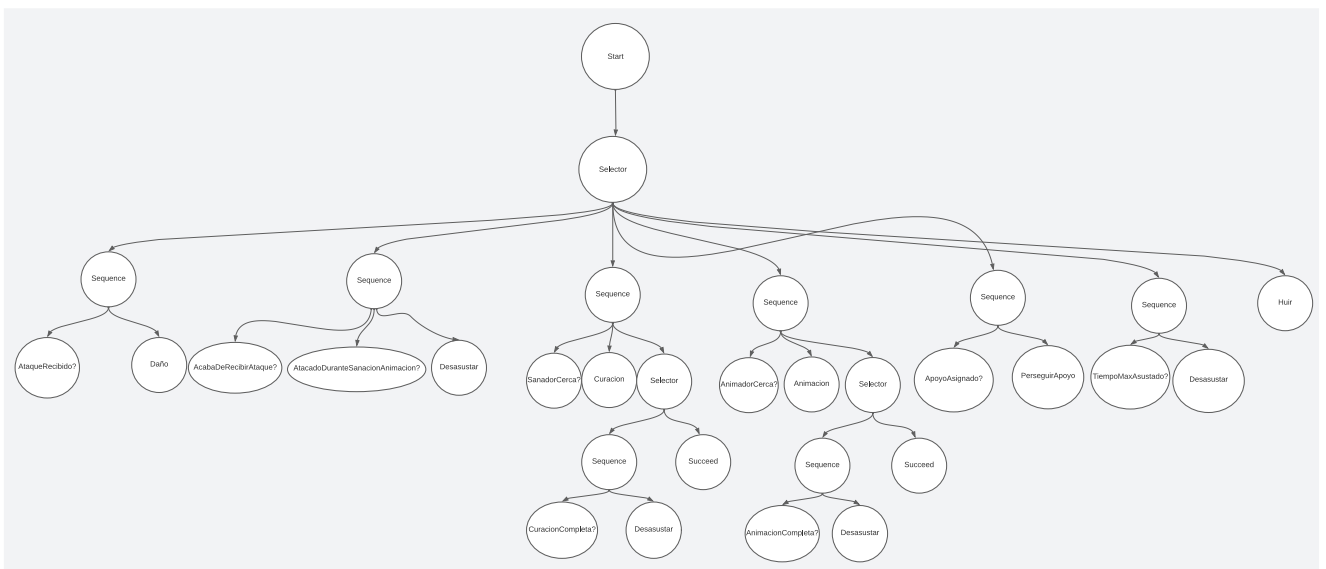 Start
Selector
Sequence
Sequence
Sequence
Sequence
Sequence
Sequence
Huir
AtaqueRecibido?
Daño
AcabaDeRecibirAtaque?
AtacadoDuranteSanacionAnimacion?
Desasustar
SanadorCerca?
Curacion
Selector
AnimadorCerca?
Animacion
Selector
ApoyoAsignado?
PerseguirApoyo
TiempoMaxAsustado?
Desasustar
Sequence
Succeed
Sequence
Succeed
CuracionCompleta?
Desasustar
AnimacionCompleta?
Desasustar